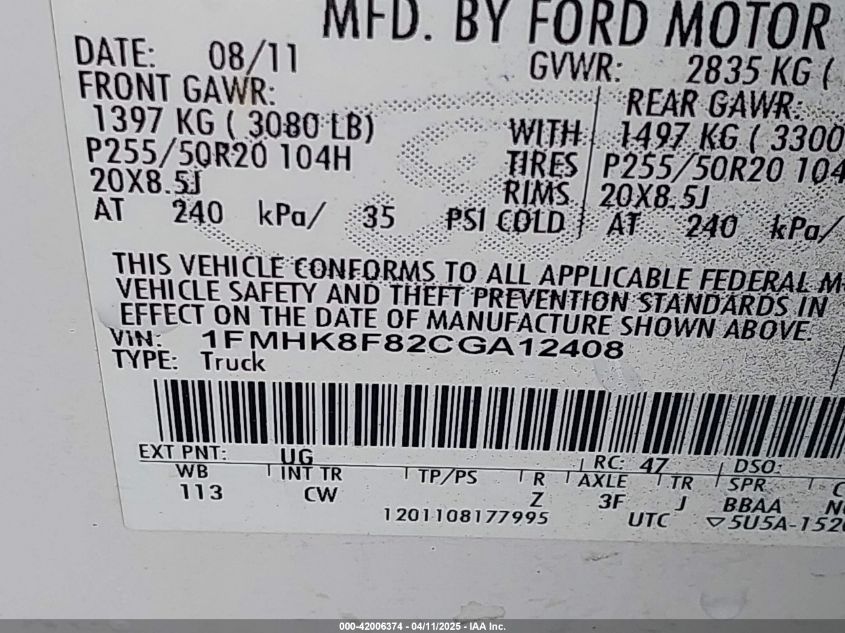 MFD. BY FORD MOTOR
DATE: 08/11
GVWR: 2835 KG (
FRONT GAWR:
REAR GAWR:
1397 KG ( 3080 LB)
WITH
1497 KG ( 3300
P255/50R20 104H
TIRES
P255/50R20 104
20X8.5J
RIMS
20X8.5J
AT 240 kPa/ 35 PSI COLD
AT 240 kPa/
THIS VEHICLE CONFORMS TO ALL APPLICABLE FEDERAL M
VEHICLE SAFETY AND THEFT PREVENTION STANDARDS IN
EFFECT ON THE DATE OF MANUFACTURE SHOWN ABOVE.
VIN: 1FMHK8F82CGA12408
TYPE: Truck
EXT PNT: UG RC: 47 DSO:
WB INT TR TP/PS R AXLE TR SPR C
113 CW Z 3F J BBAA
1201108177995 UTC ▽5U5A-152
000-42006374 - 04/11/2025 - IAA Inc.